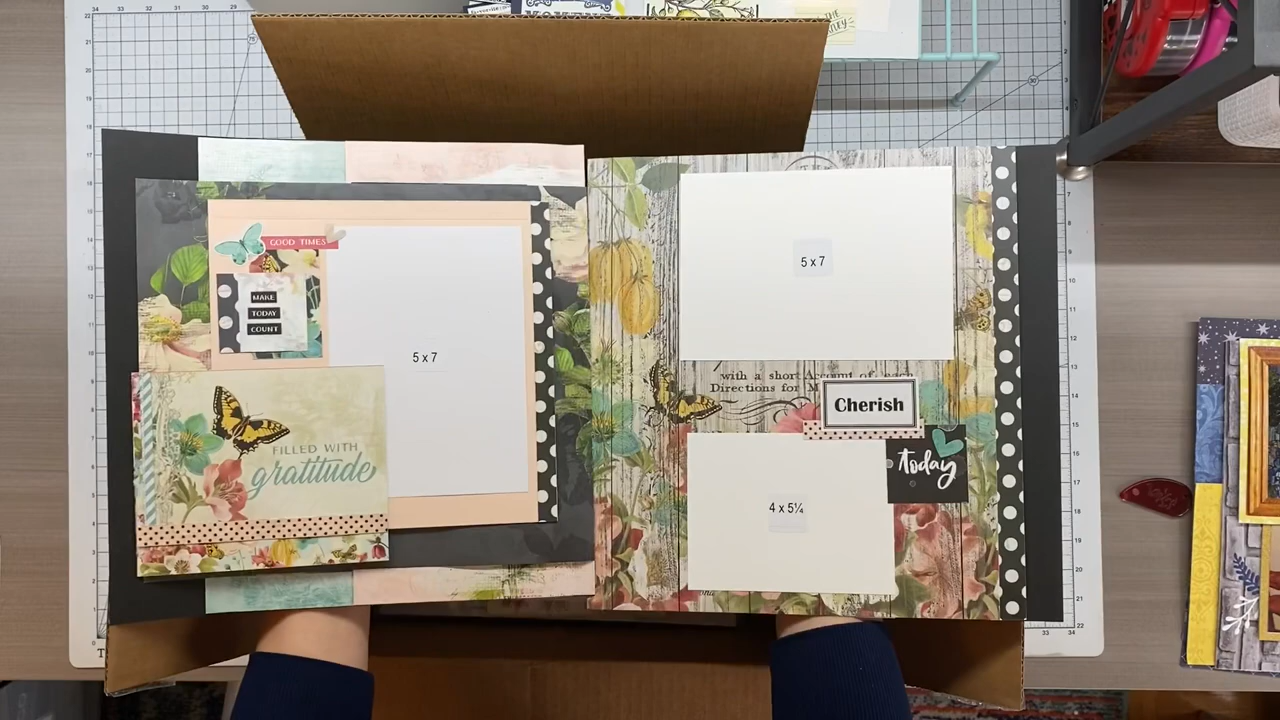 GOOD TIMES
MAKE
TODAY
COUNT
5 x 7
FILLED WITH
gratitude
5 x 7
with a short Account of each
Directions for M
Cherish
today
4 x 5¼